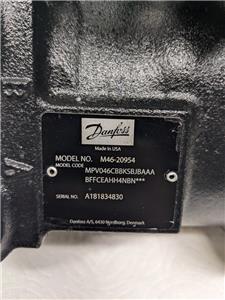 Danfoss
Made in USA
MODEL NO. M46-20954
MODEL CODE
MPV046CBBKSBJBAAA
BFFCEAHH4NBN***
SERIAL NO. A181834830
Danfoss A/S, 6430 Nordborg, Denmark